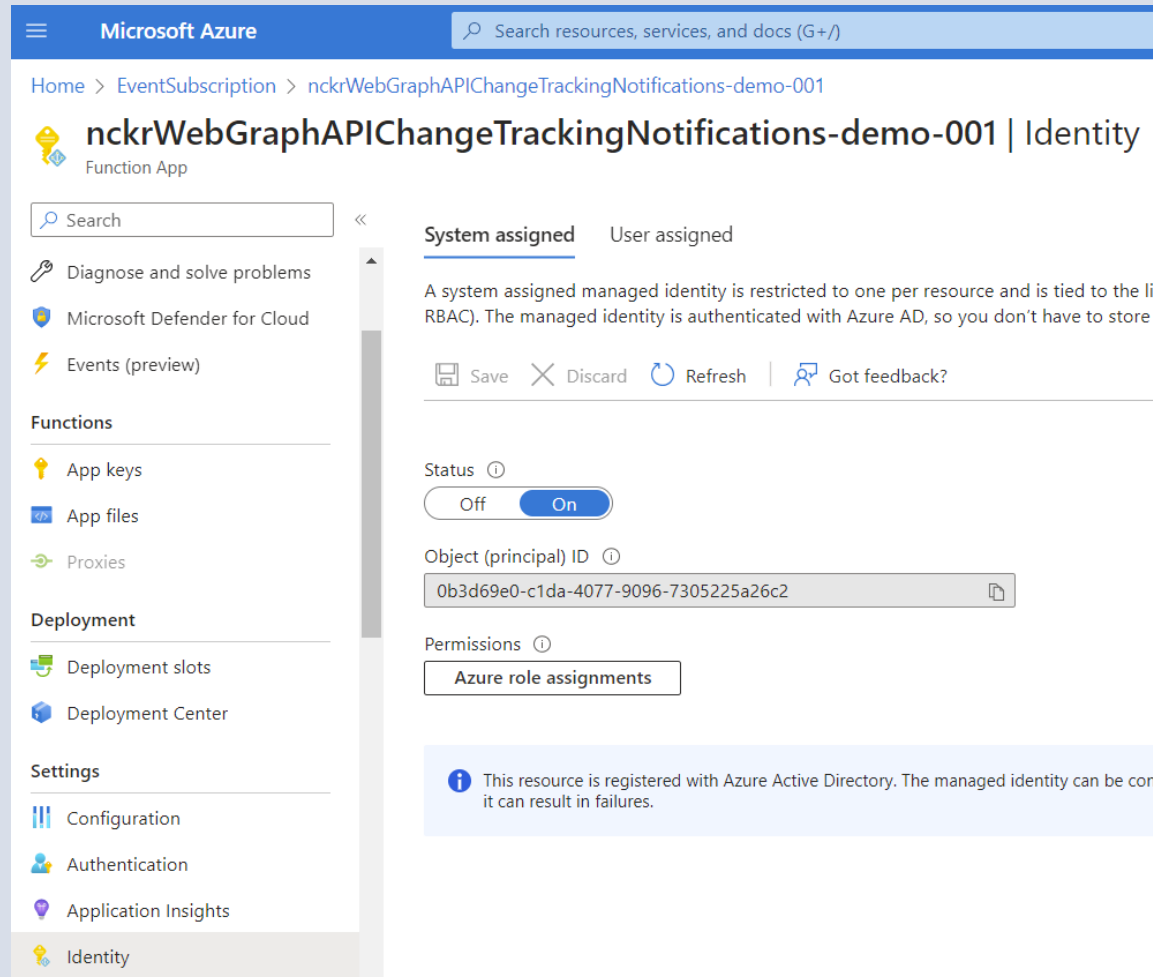 Microsoft Azure
Search resources, services, and docs (G+/)
Home > EventSubscription > nckrWebGraphAPIChangeTrackingNotifications-demo-001
nckrWebGraphAPIChangeTrackingNotifications-demo-001 | Identity
Function App
Search
«
Diagnose and solve problems
Microsoft Defender for Cloud
Events (preview)
Functions
App keys
App files
Proxies
Deployment
Deployment slots
Deployment Center
Settings
Configuration
Authentication
Application Insights
Identity
System assigned User assigned
A system assigned managed identity is restricted to one per resource and is tied to the li
RBAC). The managed identity is authenticated with Azure AD, so you don't have to store
Save Discard Refresh Got feedback?
Status
Off On
Object (principal) ID
0b3d69e0-c1da-4077-9096-7305225a26c2
Permissions
Azure role assignments
This resource is registered with Azure Active Directory. The managed identity can be con
it can result in failures.